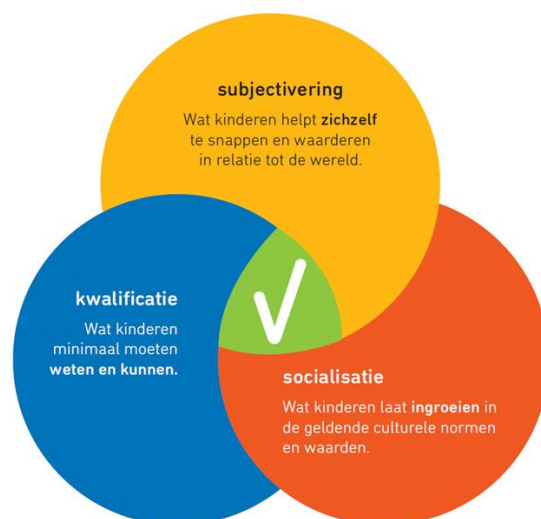 subjectivering
Wat kinderen helpt zichzelf
te snappen en waarderen
in relatie tot de wereld.
kwalificatie
Wat kinderen
minimaal moeten
weten en kunnen.
socialisatie
Wat kinderen laat ingroeien in
de geldende culturele normen
en waarden.